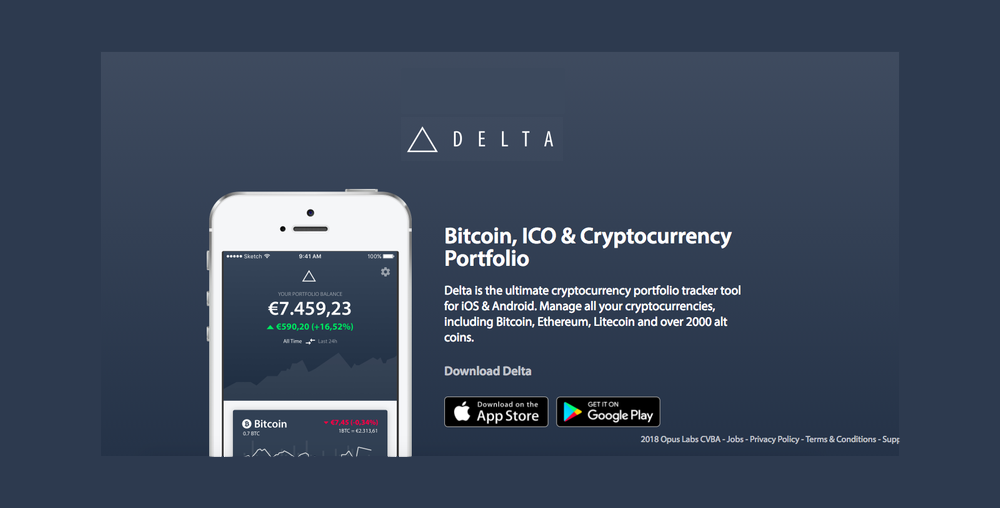 DELTA
Bitcoin, ICO & Cryptocurrency
Portfolio
Delta is the ultimate cryptocurrency portfolio tracker tool
for iOS & Android. Manage all your cryptocurrencies,
including Bitcoin, Ethereum, Litecoin and over 2000 alt
coins.
Download Delta
Download on the
App Store
GET IT ON
Google Play
2018 Opus Labs CVBA - Jobs - Privacy Policy - Terms & Conditions - Supp
Sketch 9:41 AM 100%
YOUR PORTFOLIO BALANCE
€7.459,23
€590,20 (+16,52%)
All Time Last 24h
Bitcoin
0.7 BTC
1BTC = €2.313,61